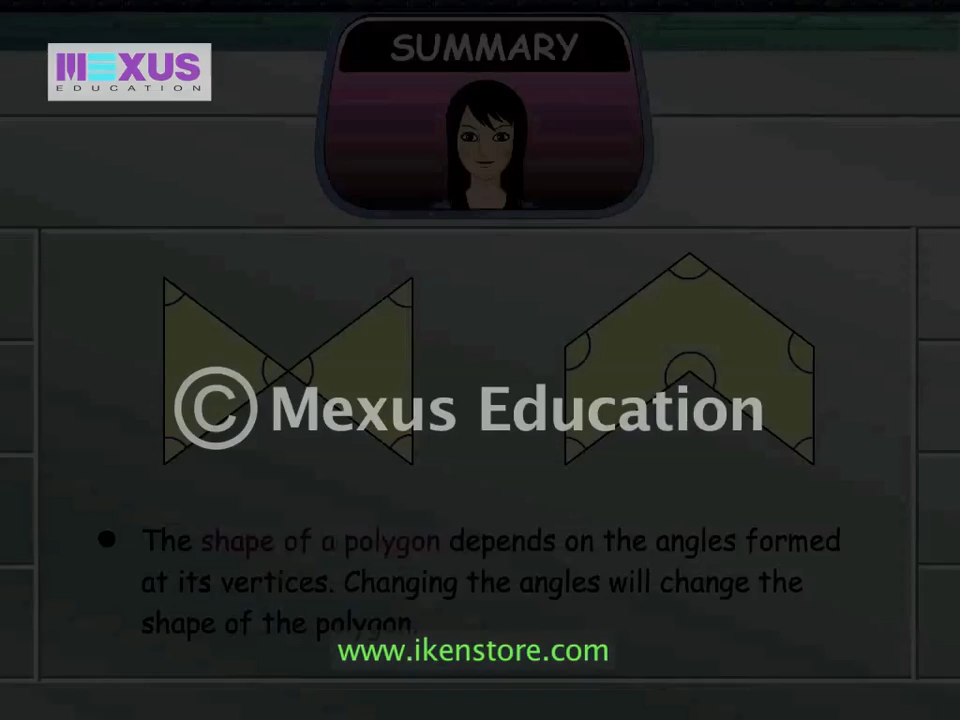 SUMMARY
MEXUS
EDUCATION
© Mexus Education
● The shape of a polygon depends on the angles formed
at its vertices. Changing the angles will change the
shape of the polygon.
www.ikenstore.com